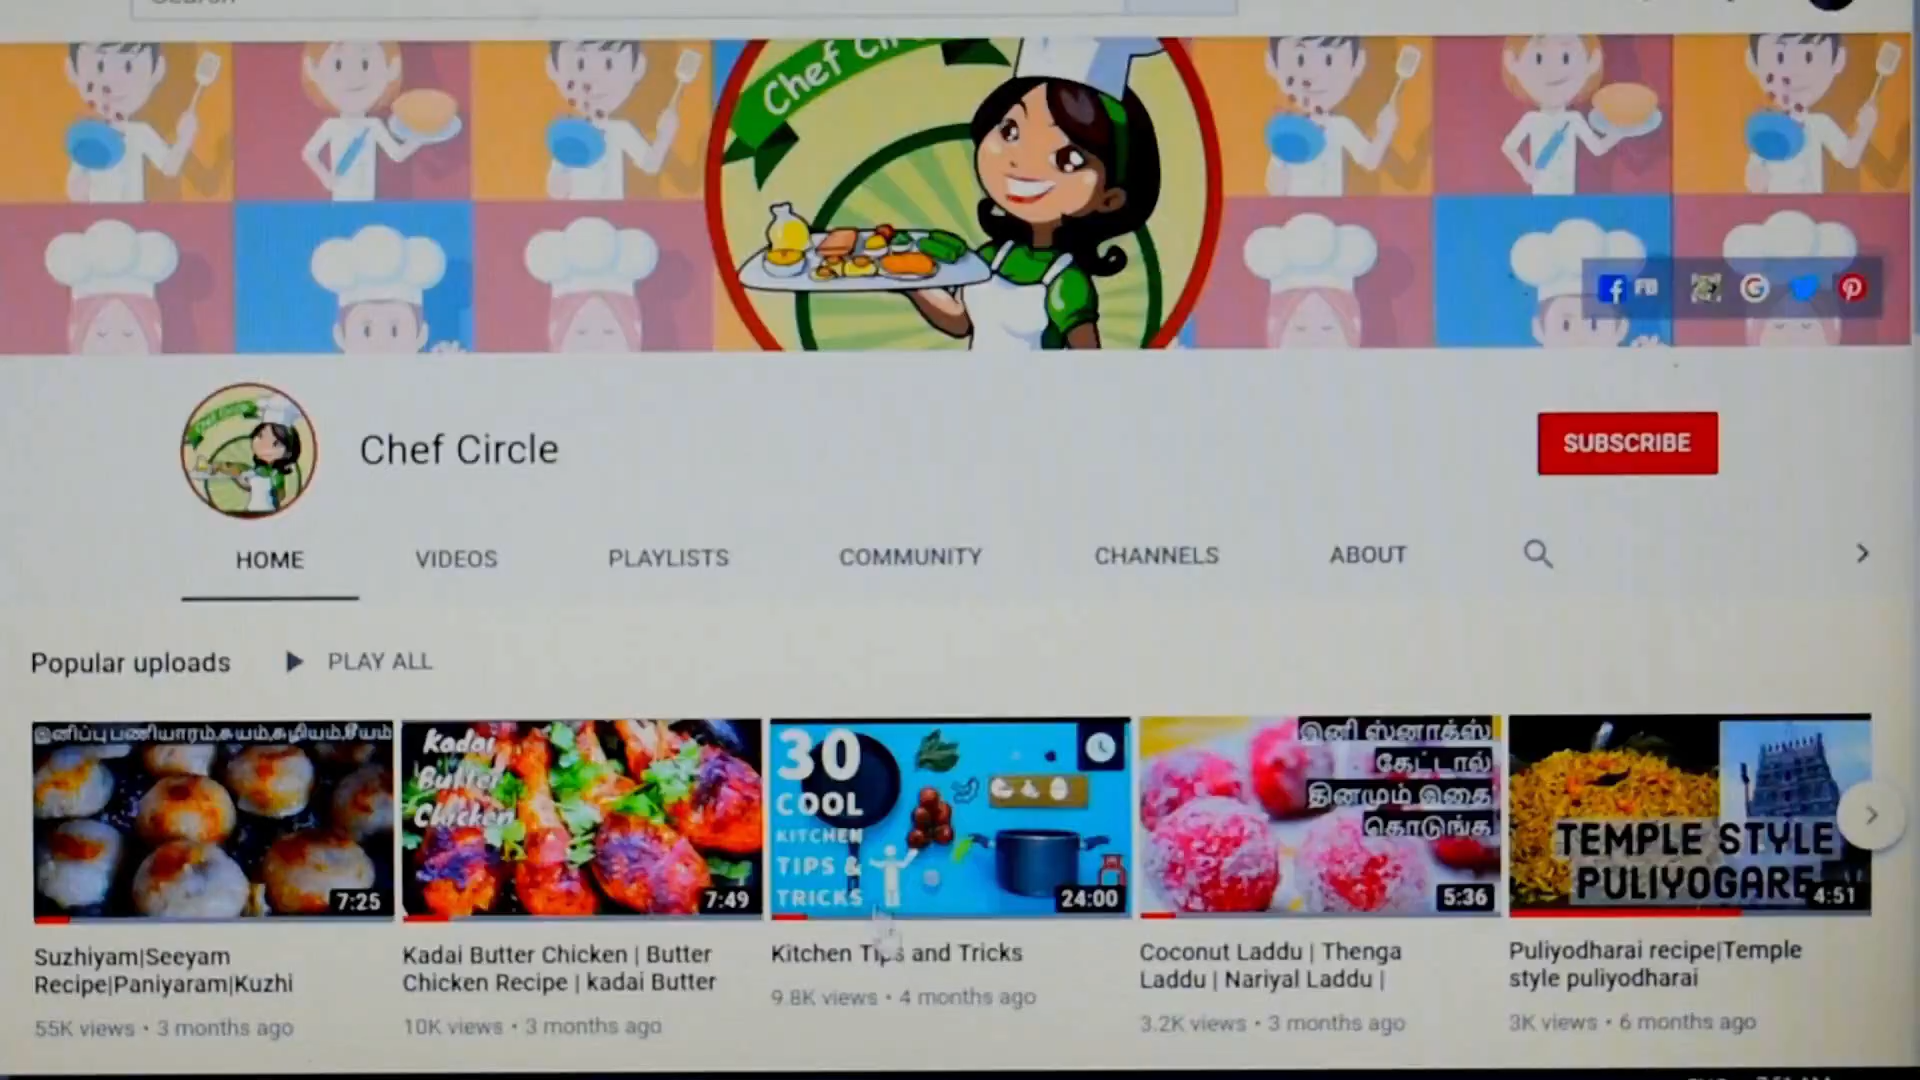 Search
Chef Cir
FB
Chef Circle
SUBSCRIBE
HOME
VIDEOS
PLAYLISTS
COMMUNITY
CHANNELS
ABOUT
Popular uploads
PLAY ALL
இனிப்பு பணியாரம்,சுயம்,சுழியம்,சீயம்
7:25
Kadai
Butter
Chicken
7:49
30
COOL
KITCHEN
TIPS &
TRICKS
24:00
இனி ஸ்னாக்ஸ்
கேட்டால்
தினமும் இதை
கொடுங்க
5:36
TEMPLE STYLE
PULIYOGARE
4:51
Suzhiyam|Seeyam
Recipe|Paniyaram|Kuzhi
55K views • 3 months ago
Kadai Butter Chicken | Butter
Chicken Recipe | kadai Butter
10K views • 3 months ago
Kitchen Tips and Tricks
9.8K views • 4 months ago
Coconut Laddu | Thenga
Laddu | Nariyal Laddu |
3.2K views • 3 months ago
Puliyodharai recipe|Temple
style puliyodharai
3K views • 6 months ago